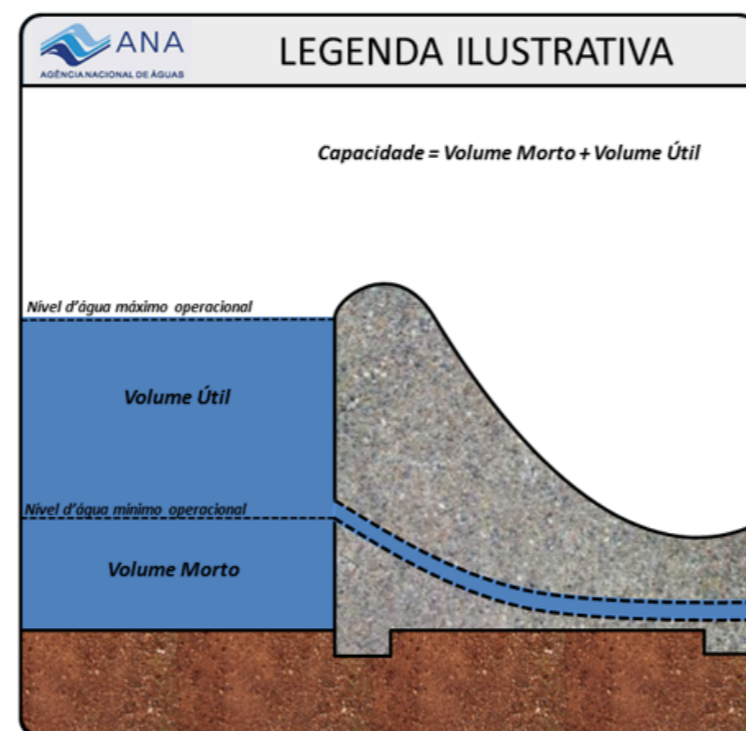 ANA
AGÊNCIA NACIONAL DE ÁGUAS
LEGENDA ILUSTRATIVA
Capacidade = Volume Morto + Volume Útil
Nível d'água máximo operacional
Volume Útil
Nível d'água mínimo operacional
Volume Morto